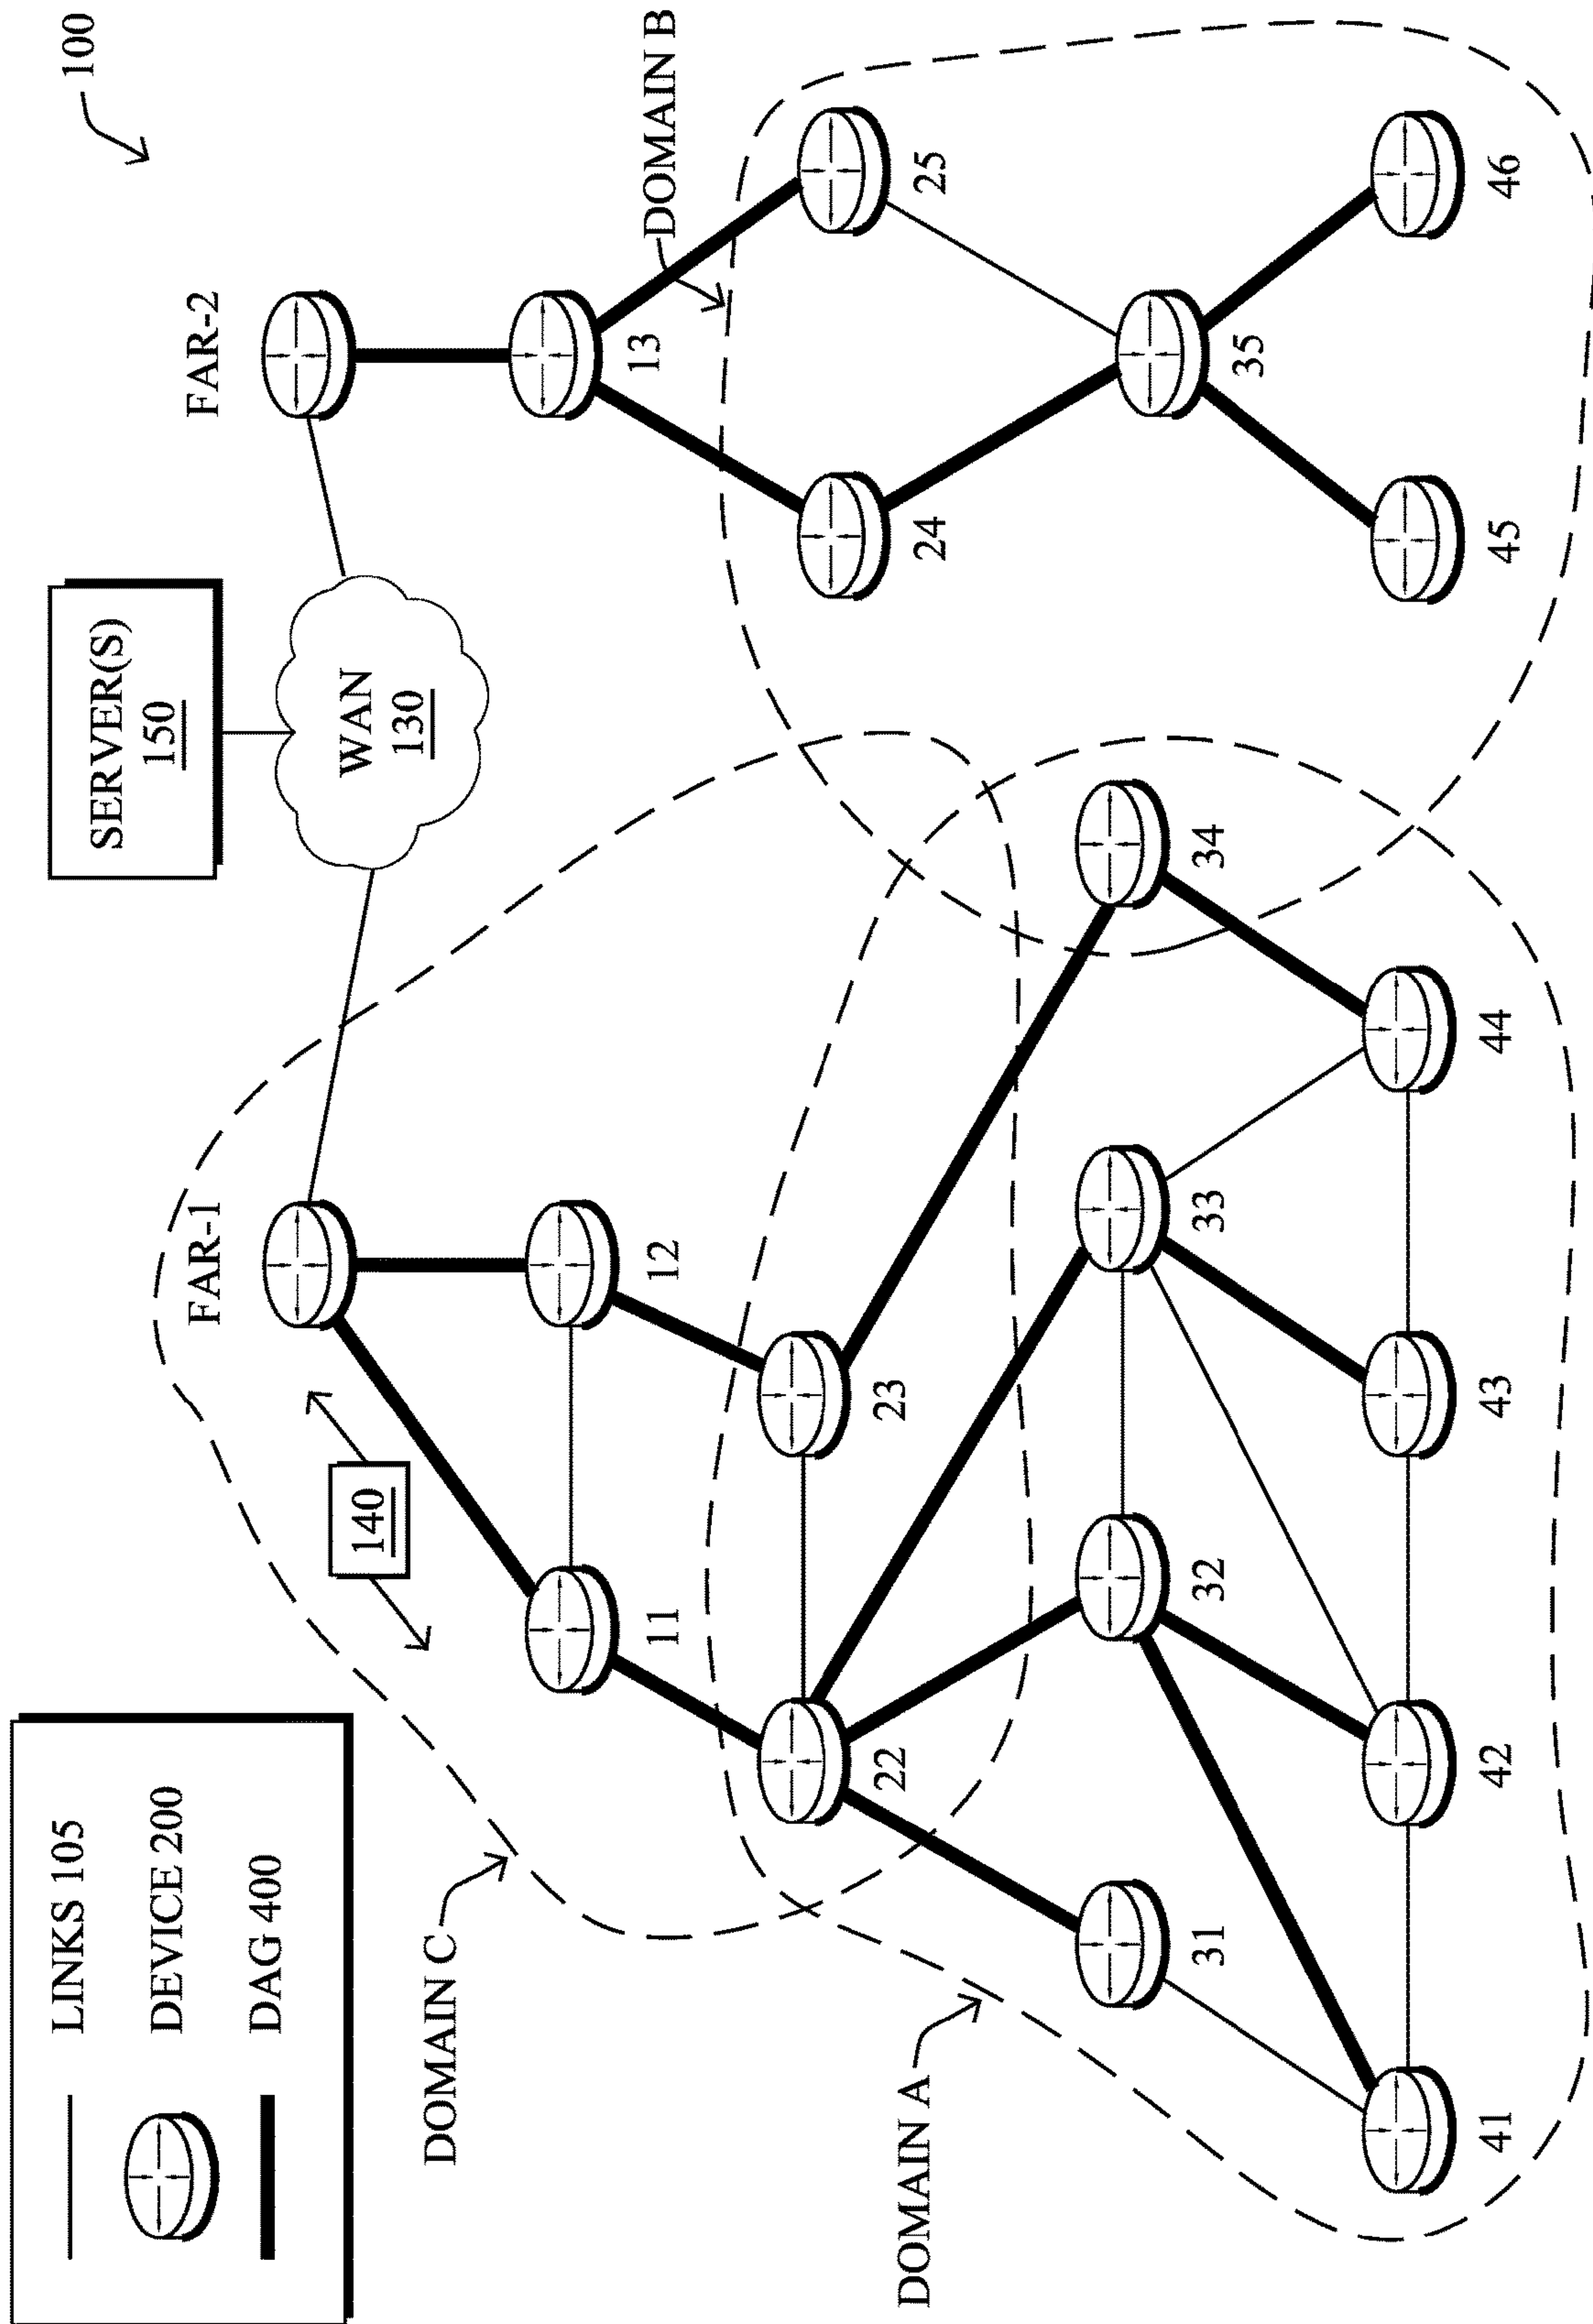 LINKS 105
DEVICE 200
DAG 400
100
SERVER(S)
150
WAN
130
FAR-1
FAR-2
140
DOMAIN C
DOMAIN B
11
12
13
22
23
24
25
DOMAIN A
31
32
33
34
35
41
42
43
44
45
46